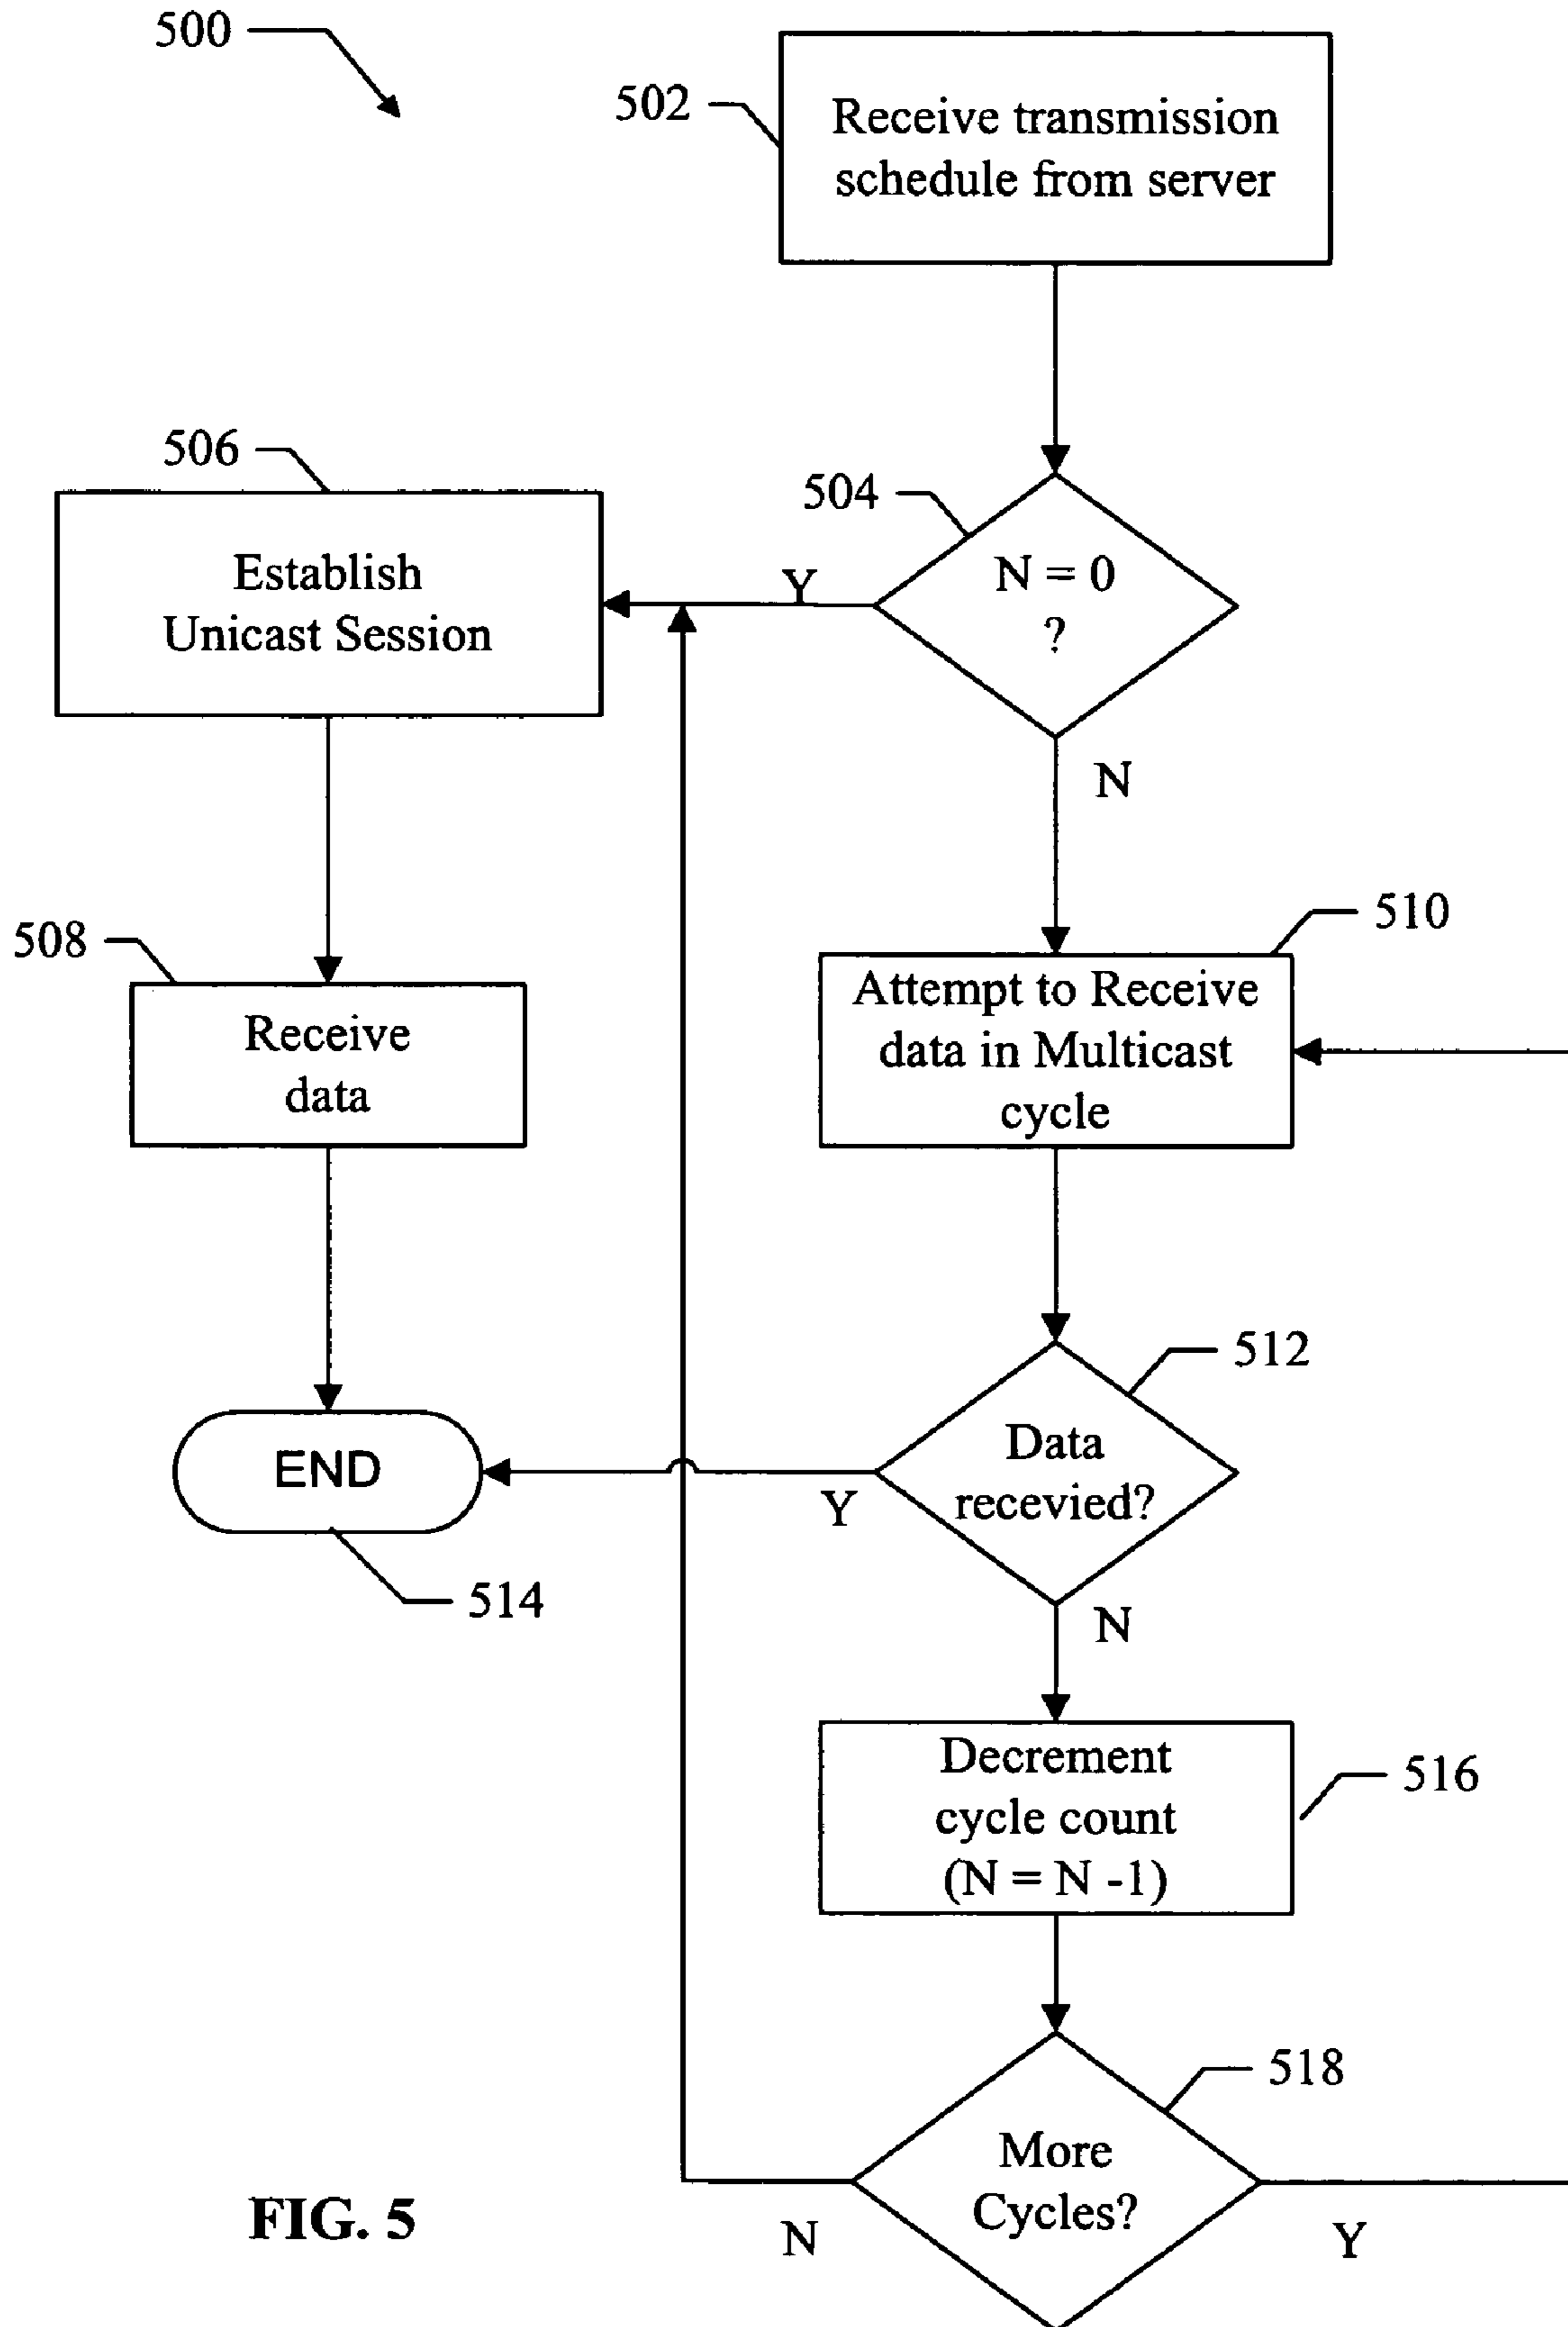 500
502
Receive transmission
schedule from server
506
504
Establish
Unicast Session
Y
N = 0
?
N
508
510
Receive
data
Attempt to Receive
data in Multicast
cycle
512
END
Data
recevied?
Y
514
N
Decrement
cycle count
(N = N -1)
516
518
More
Cycles?
FIG. 5
N
Y